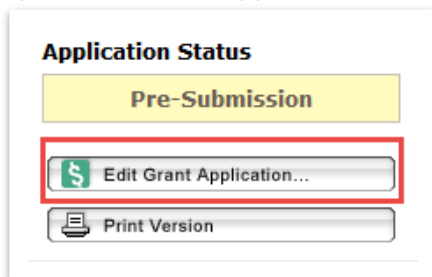 Application Status
Pre-Submission
Edit Grant Application...
Print Version